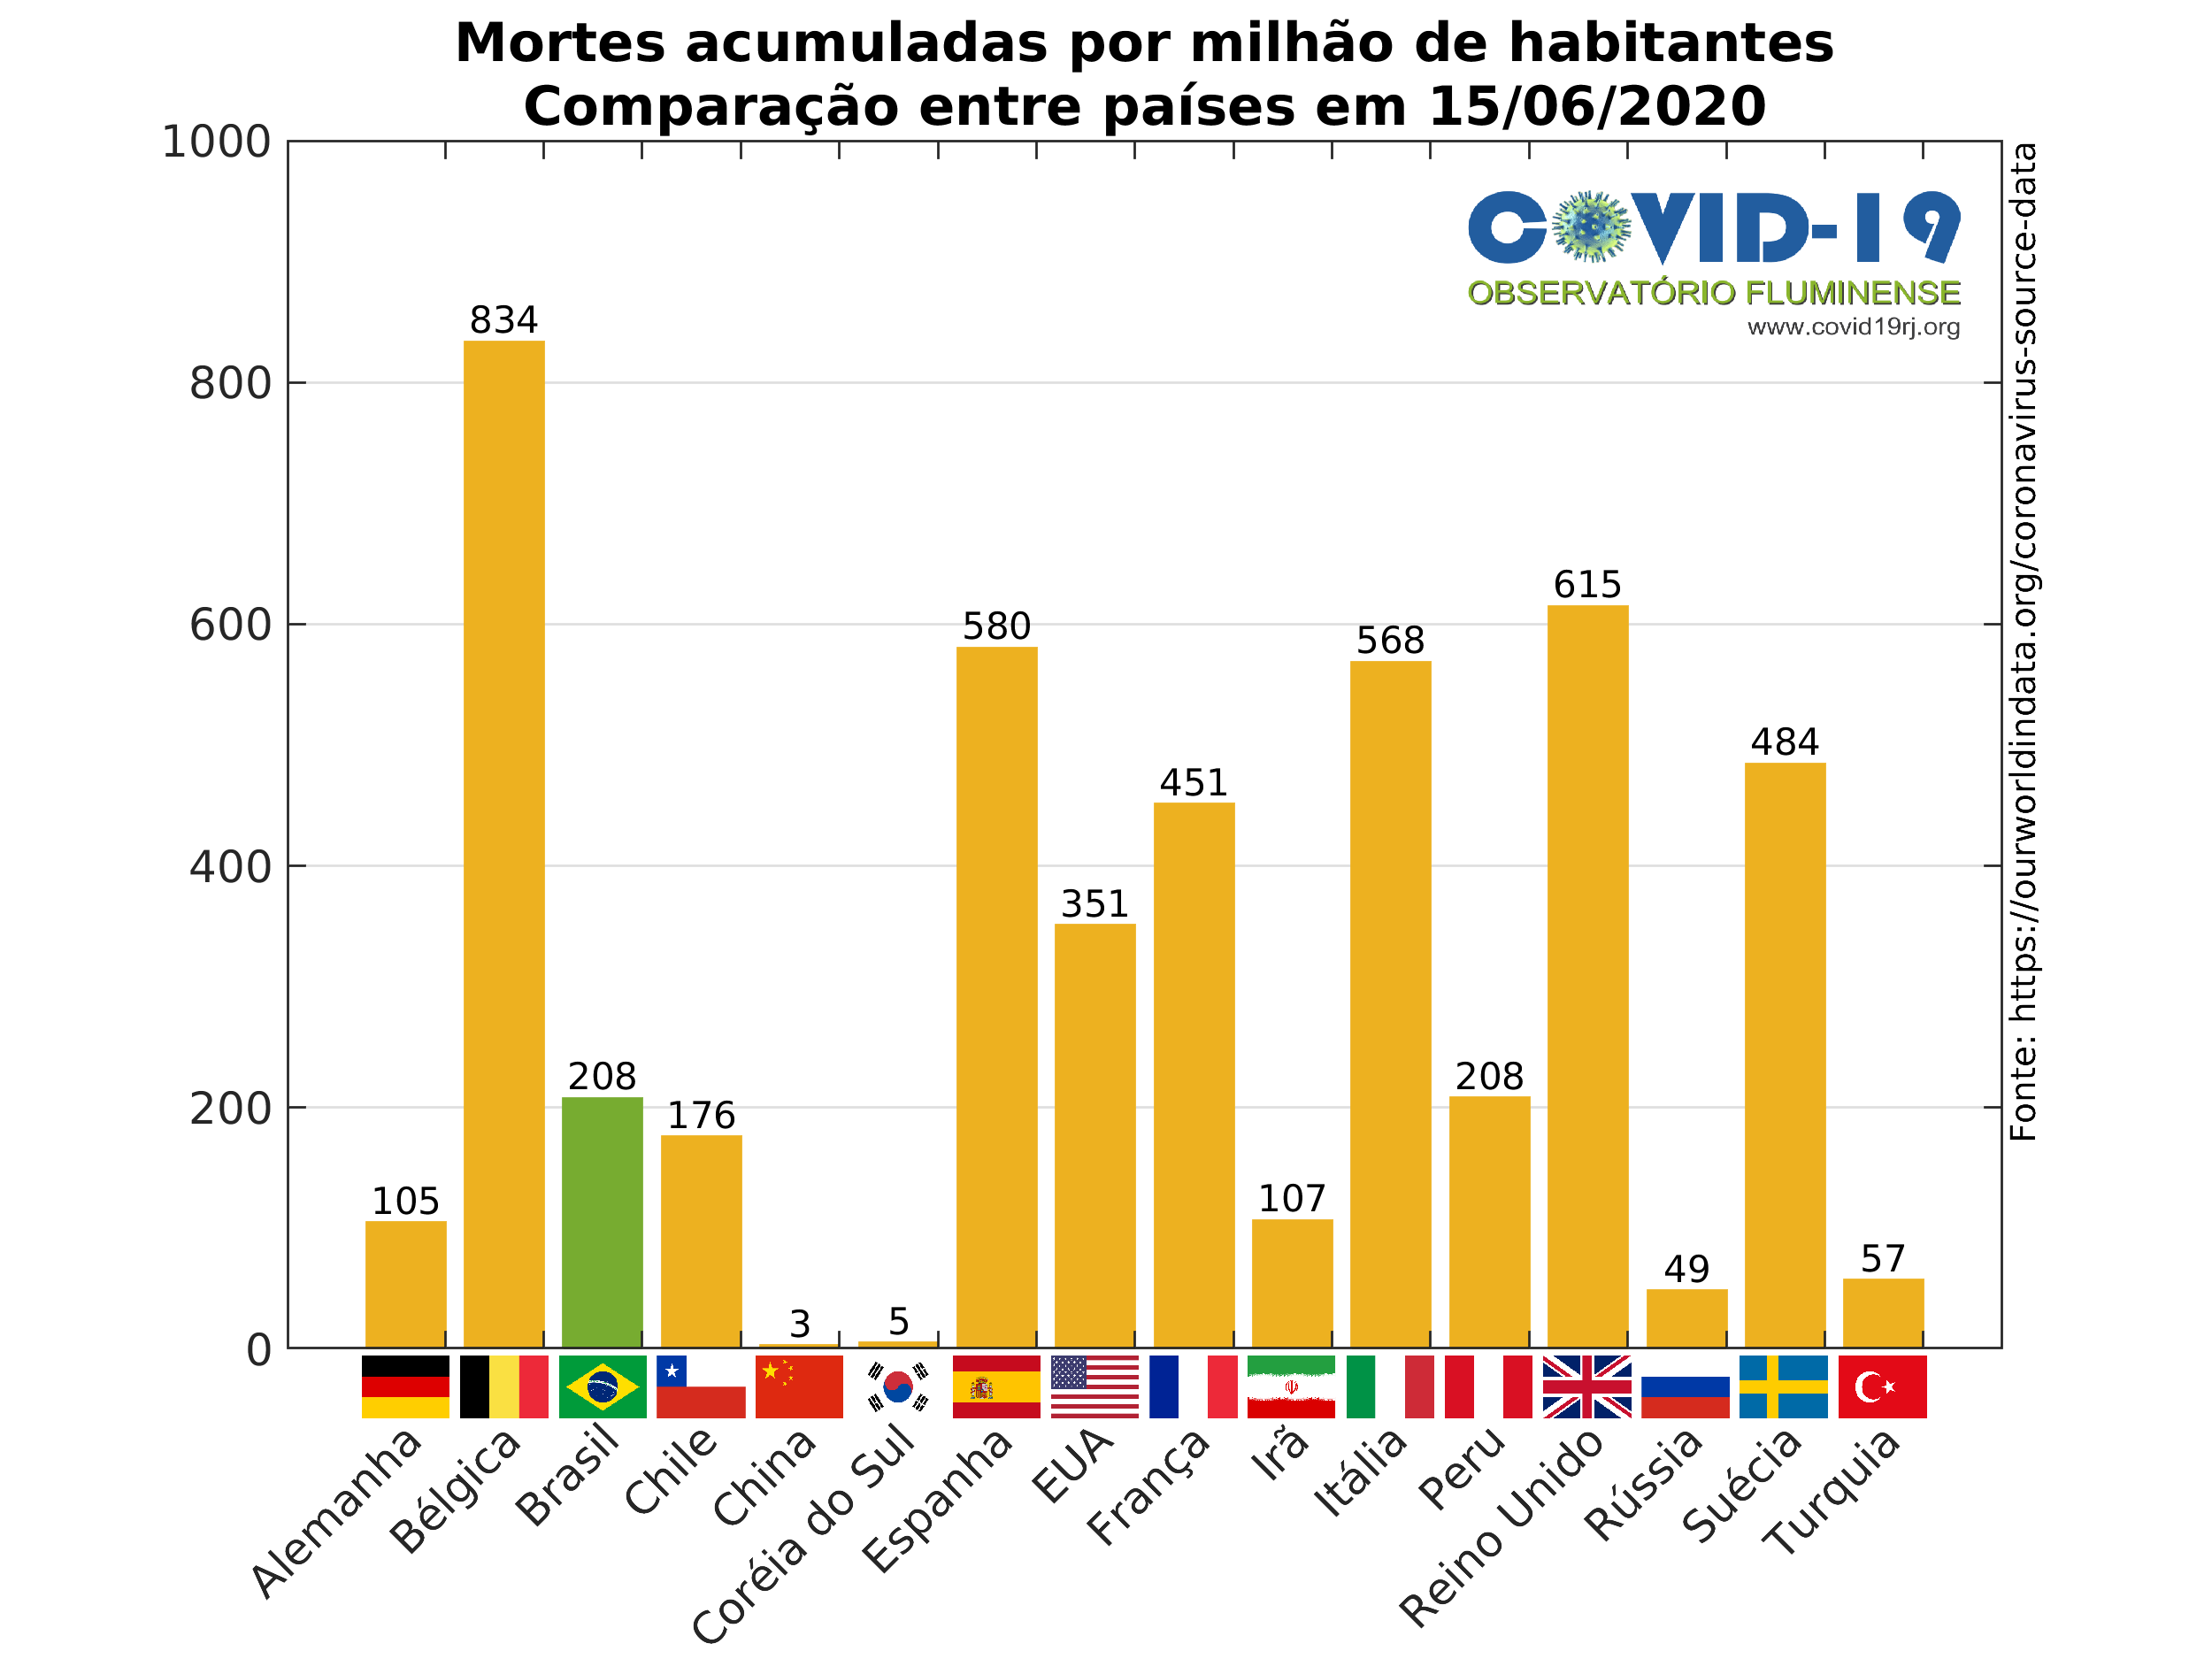 Mortes acumuladas por milhão de habitantes
Comparação entre países em 15/06/2020
1000
800
600
400
200
0
COVID-19
OBSERVATÓRIO FLUMINENSE
www.covid19rj.org
Fonte: https://ourworldindata.org/coronavirus-source-data
105
834
208
176
3
5
580
351
451
107
568
208
615
49
484
57
Alemanha
Bélgica
Brasil
Chile
China
Coréia do Sul
Espanha
EUA
França
Irã
Itália
Peru
Reino Unido
Rússia
Suécia
Turquia